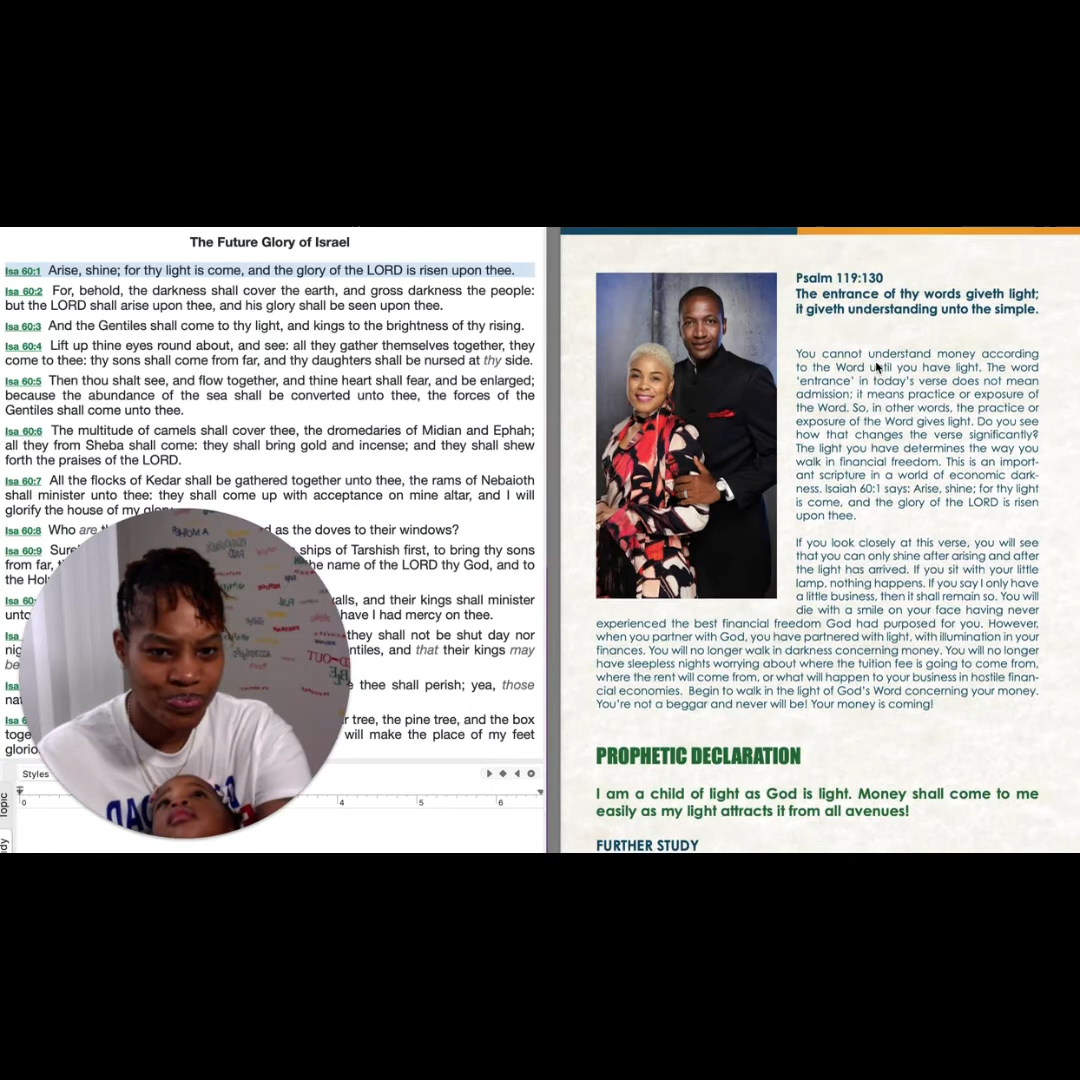 The Future Glory of Israel
Isa 60:1 Arise, shine; for thy light is come, and the glory of the LORD is risen upon thee.
Isa 60:2 For, behold, the darkness shall cover the earth, and gross darkness the people:
but the LORD shall arise upon thee, and his glory shall be seen upon thee.
Isa 60:3 And the Gentiles shall come to thy light, and kings to the brightness of thy rising.
Isa 60:4 Lift up thine eyes round about, and see: all they gather themselves together, they
come to thee: thy sons shall come from far, and thy daughters shall be nursed at thy side.
Isa 60:5 Then thou shalt see, and flow together, and thine heart shall fear, and be enlarged;
because the abundance of the sea shall be converted unto thee, the forces of the
Gentiles shall come unto thee.
Isa 60:6 The multitude of camels shall cover thee, the dromedaries of Midian and Ephah;
all they from Sheba shall come: they shall bring gold and incense; and they shall shew
forth the praises of the LORD.
Isa 60:7 All the flocks of Kedar shall be gathered together unto thee, the rams of Nebaioth
shall minister unto thee: they shall come up with acceptance on mine altar, and I will
glorify the house of my
Isa 60:8 Who are as the doves to their windows?
Isa 60:9 ships of Tarshish first, to bring thy sons
from far, the name of the LORD thy God, and to
the
Isa and their kings shall minister
have I had mercy on thee.
Isa they shall not be shut day nor
and that their kings may
be
Isa thee shall perish; yea, those
Isa tree, the pine tree, and the box
will make the place of my feet
Styles
0 4 5 6
A MOTHER
Psalm 119:130
The entrance of thy words giveth light;
it giveth understanding unto the simple.
You cannot understand money according
to the Word until you have light. The word
'entrance' in today's verse does not mean
admission; it means practice or exposure of
the Word. So, in other words, the practice or
exposure of the Word gives light. Do you see
how that changes the verse significantly?
The light you have determines the way you
walk in financial freedom. This is an import-
ant scripture in a world of economic dark-
ness. Isaiah 60:1 says: Arise, shine; for thy light
is come, and the glory of the LORD is risen
upon thee.
If you look closely at this verse, you will see
that you can only shine after arising and after
the light has arrived. If you sit with your little
lamp, nothing happens. If you say I only have
a little business, then it shall remain so. You will
die with a smile on your face having never
experienced the best financial freedom God had purposed for you. However,
when you partner with God, you have partnered with light, with illumination in your
finances. You will no longer walk in darkness concerning money. You will no longer
have sleepless nights worrying about where the tuition fee is going to come from,
where the rent will come from, or what will happen to your business in hostile finan-
cial economies. Begin to walk in the light of God's Word concerning your money.
You're not a beggar and never will be! Your money is coming!
PROPHETIC DECLARATION
I am a child of light as God is light. Money shall come to me
easily as my light attracts it from all avenues!
FURTHER STUDY